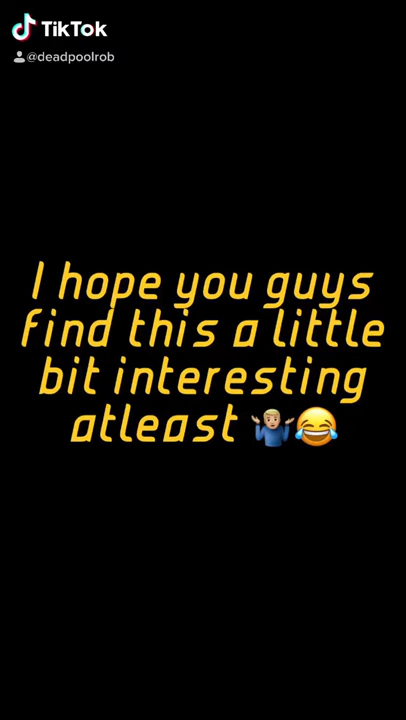 TikTok
@deadpoolrob
I hope you guys
find this a little
bit interesting
atleast 🤷🏼‍♂️😂